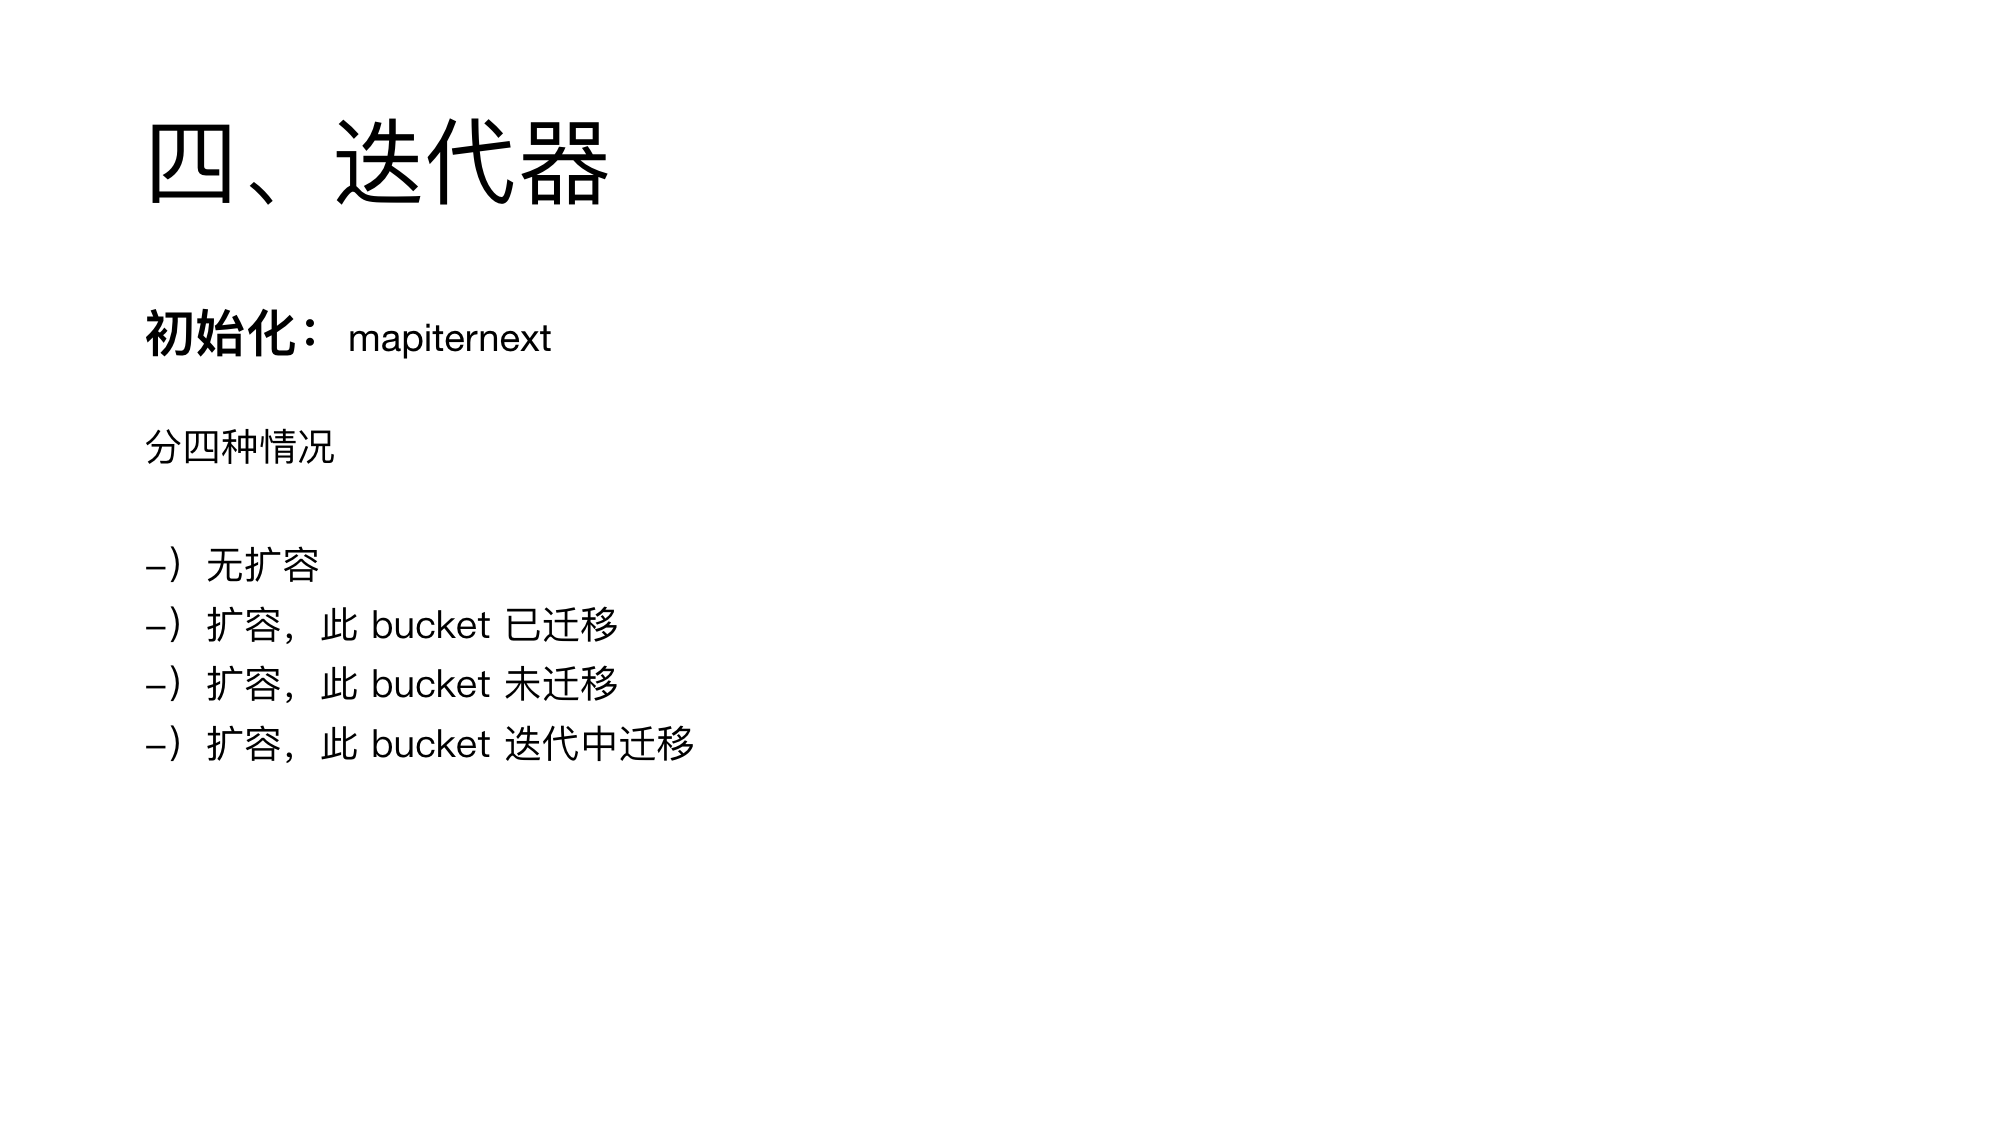 四、迭代器
初始化：mapiternext
分四种情况
–）无扩容
–）扩容，此 bucket 已迁移
–）扩容，此 bucket 未迁移
–）扩容，此 bucket 迭代中迁移